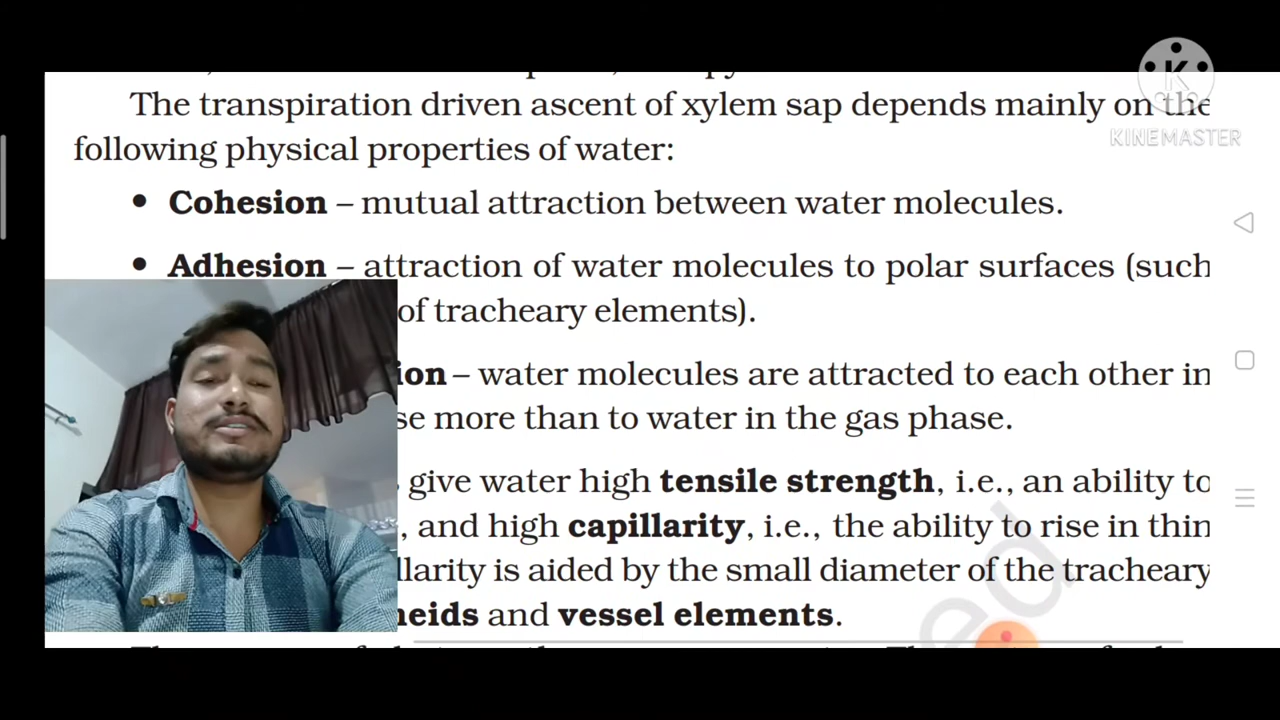 The transpiration driven ascent of xylem sap depends mainly on the
following physical properties of water:
• Cohesion – mutual attraction between water molecules.
• Adhesion – attraction of water molecules to polar surfaces (such
of tracheary elements).
ion – water molecules are attracted to each other in
se more than to water in the gas phase.
give water high tensile strength, i.e., an ability to
, and high capillarity, i.e., the ability to rise in thin
llarity is aided by the small diameter of the tracheary
heids and vessel elements.
KINEMASTER